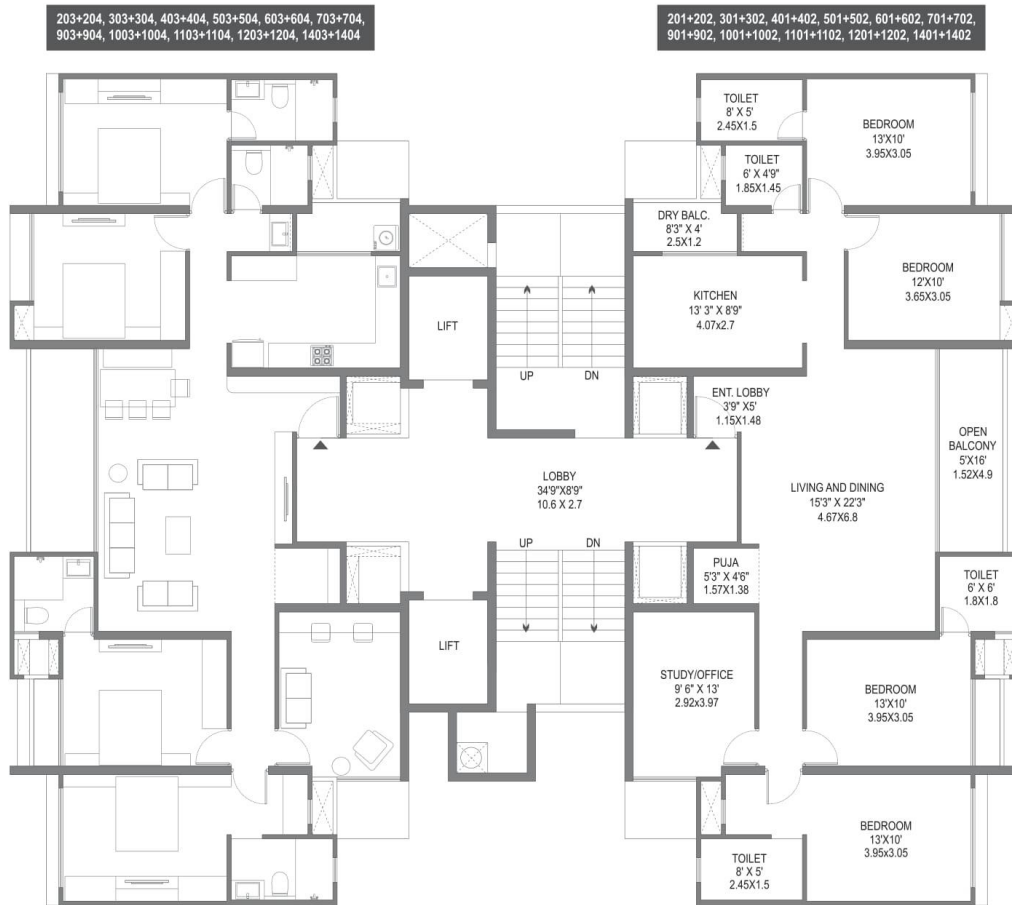 203+204, 303+304, 403+404, 503+504, 603+604, 703+704,
903+904, 1003+1004, 1103+1104, 1203+1204, 1403+1404
201+202, 301+302, 401+402, 501+502, 601+602, 701+702,
901+902, 1001+1002, 1101+1102, 1201+1202, 1401+1402
TOILET
8' X 5'
2.45X1.5
BEDROOM
13'X10'
3.95X3.05
TOILET
6' X 4'9"
1.85X1.45
DRY BALC.
8'3" X 4'
2.5X1.2
BEDROOM
12'X10'
3.65X3.05
KITCHEN
13' 3" X 8'9"
4.07x2.7
LIFT
UP
DN
ENT. LOBBY
3'9" X5'
1.15X1.48
OPEN
BALCONY
5'X16'
1.52X4.9
LOBBY
34'9"X8'9"
10.6 X 2.7
LIVING AND DINING
15'3" X 22'3"
4.67X6.8
UP
DN
PUJA
5'3" X 4'6"
1.57X1.38
TOILET
6' X 6'
1.8X1.8
LIFT
STUDY/OFFICE
9' 6" X 13'
2.92x3.97
BEDROOM
13'X10'
3.95X3.05
BEDROOM
13'X10'
3.95x3.05
TOILET
8' X 5'
2.45X1.5